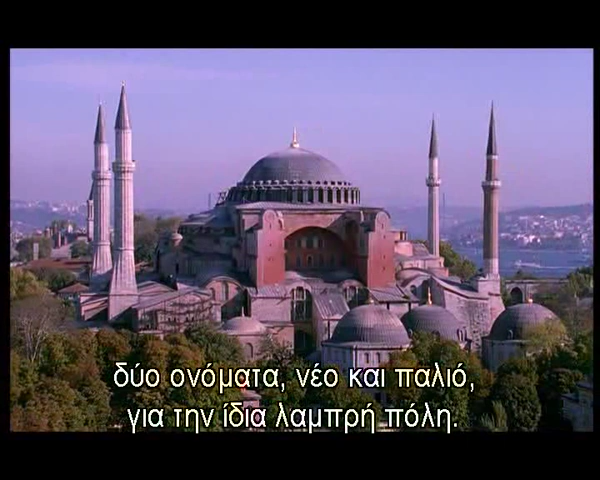 δύο ονόματα, νέο και παλιό,
για την ίδια λαμπρή πόλη.